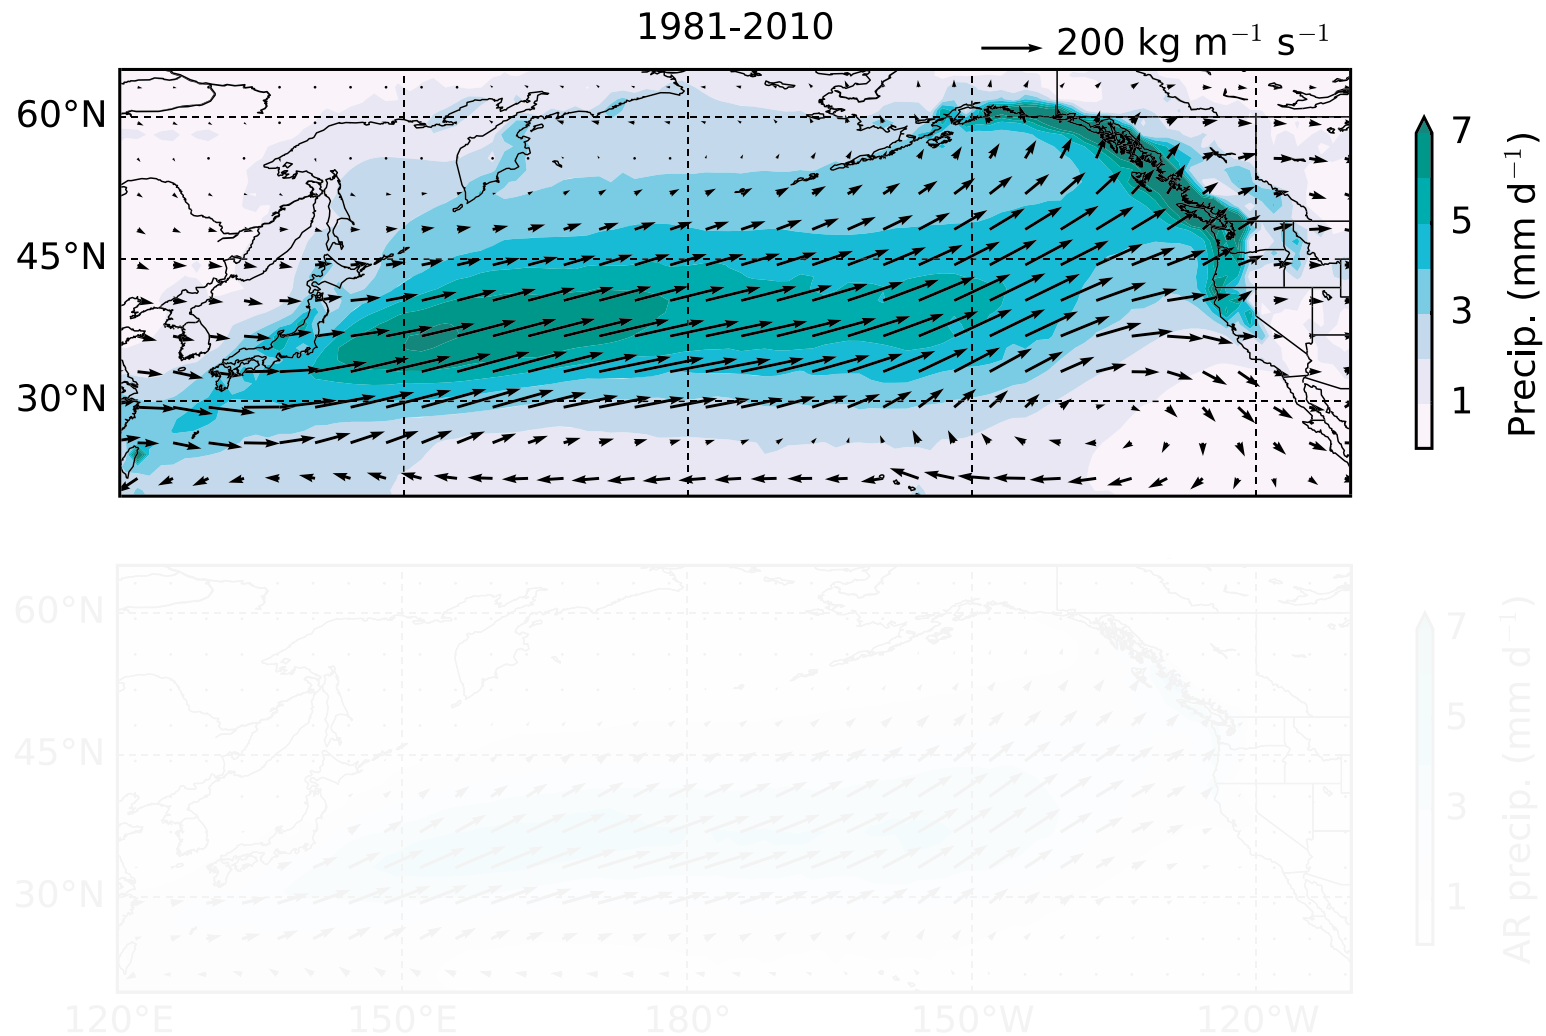 1981-2010
200 kg m⁻¹ s⁻¹
60°N
45°N
30°N
7
5
3
1
Precip. (mm d⁻¹)
60°N
45°N
30°N
120°E
150°E
180°
150°W
120°W
7
5
3
1
AR precip. (mm d⁻¹)